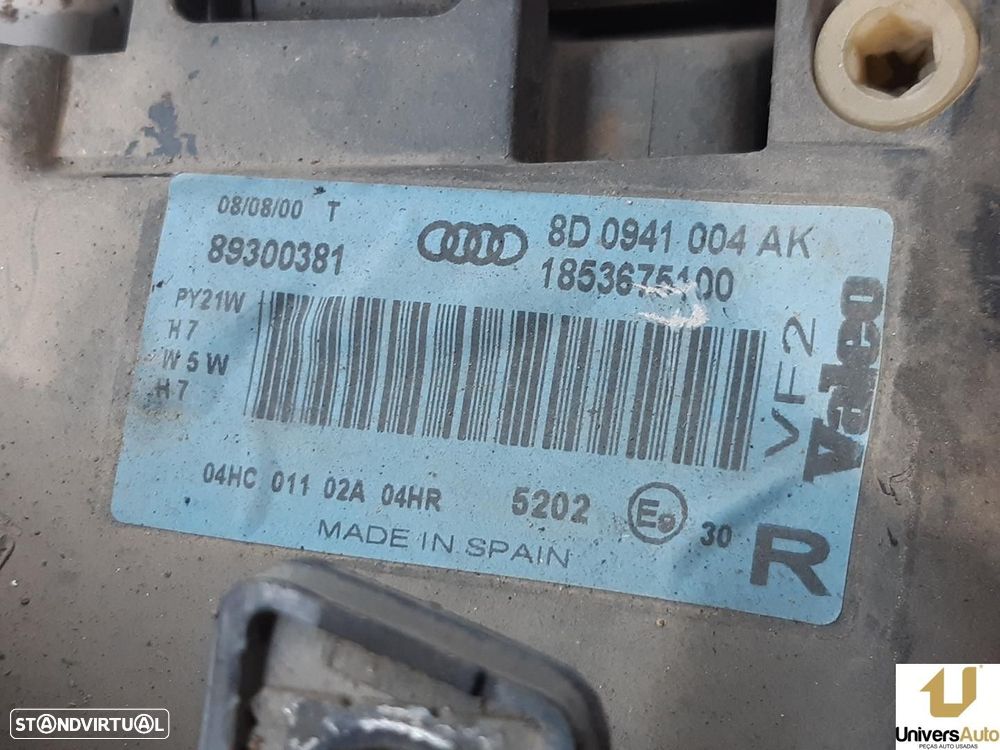 08/08/00 T
8D 0941 004 AK
89300381
1853675100
PY21W
H7
W5W
H7
VF2
Valeo
04HC 011 02A 04HR
5202
E9
30
R
MADE IN SPAIN
STANDVIRTUAL
UniversAuto
PEÇAS AUTO USADAS